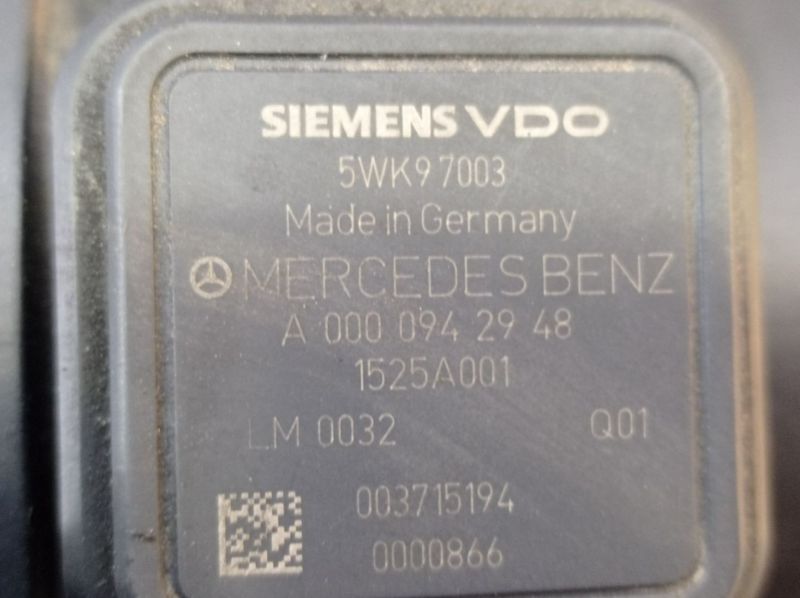 SIEMENS VDO
5WK9 7003
Made in Germany
MERCEDES BENZ
A 000 094 29 48
1525A001
LM 0032 Q01
003715194
0000866